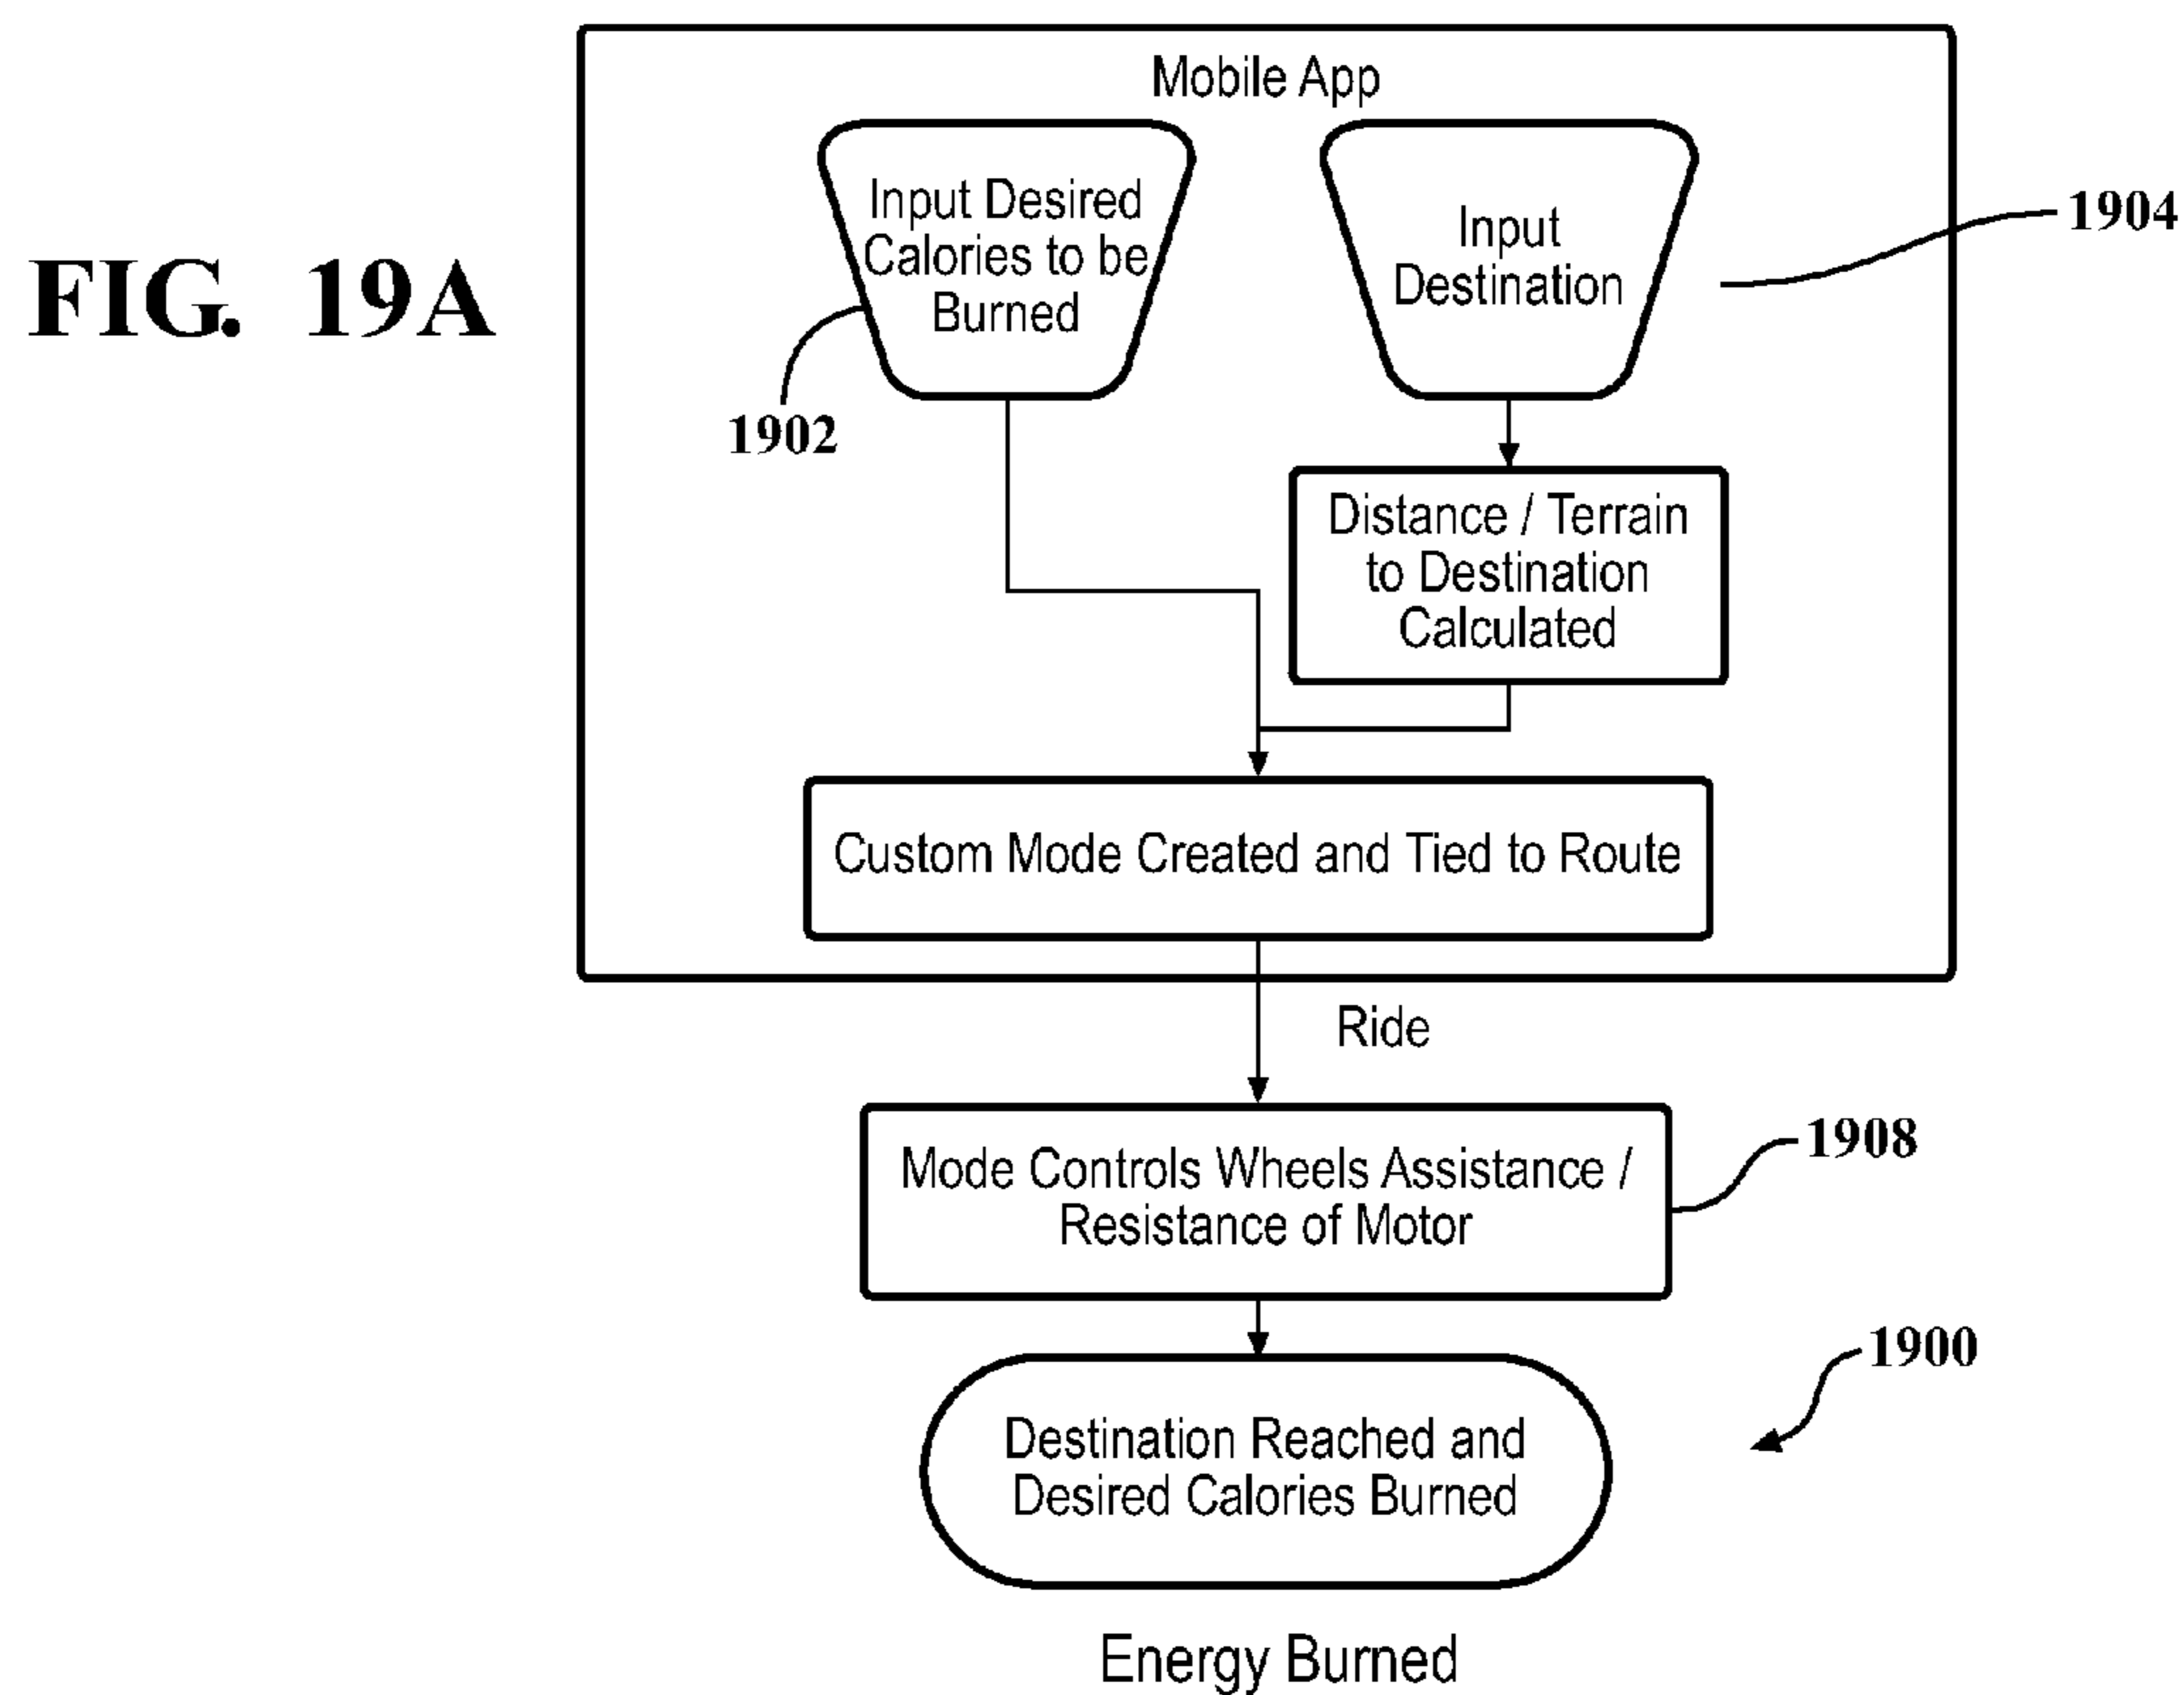 FIG. 19A
Mobile App
Input Desired
Calories to be
Burned
1902
Input
Destination
1904
Distance / Terrain
to Destination
Calculated
Custom Mode Created and Tied to Route
Ride
Mode Controls Wheels Assistance /
Resistance of Motor
1908
Destination Reached and
Desired Calories Burned
1900
Energy Burned